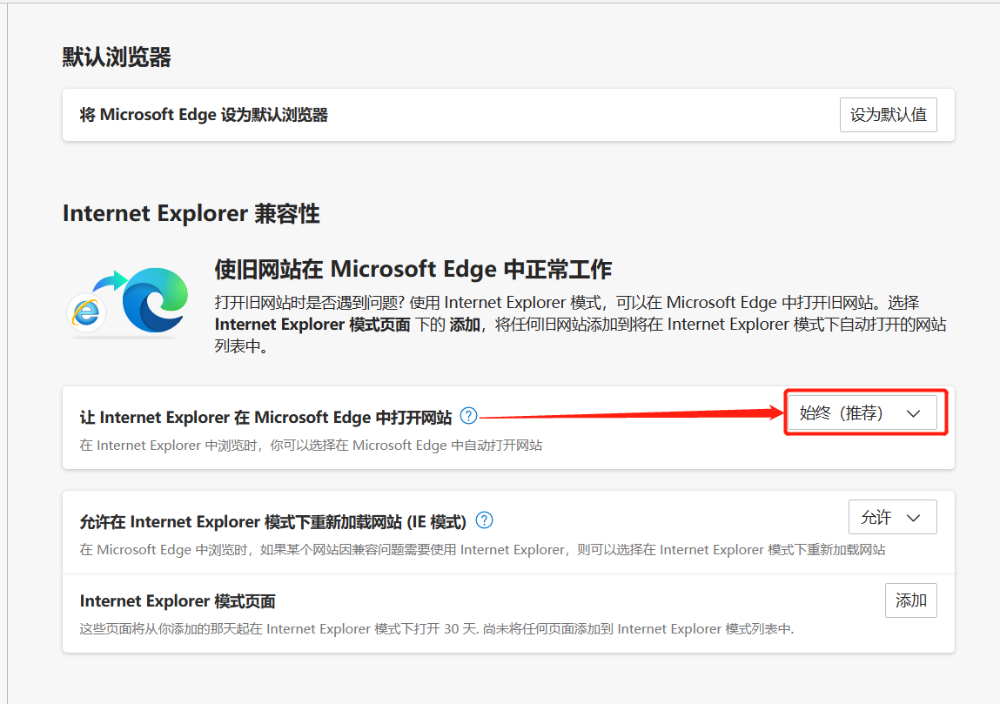 默认浏览器
将 Microsoft Edge 设为默认浏览器
设为默认值
Internet Explorer 兼容性
使旧网站在 Microsoft Edge 中正常工作
打开旧网站时是否遇到问题? 使用 Internet Explorer 模式，可以在 Microsoft Edge 中打开旧网站。选择
Internet Explorer 模式页面 下的 添加，将任何旧网站添加到将在 Internet Explorer 模式下自动打开的网站
列表中。
让 Internet Explorer 在 Microsoft Edge 中打开网站
始终（推荐）
在 Internet Explorer 中浏览时，你可以选择在 Microsoft Edge 中自动打开网站
允许在 Internet Explorer 模式下重新加载网站 (IE 模式)
允许
在 Microsoft Edge 中浏览时，如果某个网站因兼容问题需要使用 Internet Explorer，则可以选择在 Internet Explorer 模式下重新加载网站
Internet Explorer 模式页面
添加
这些页面将从你添加的那天起在 Internet Explorer 模式下打开 30 天. 尚未将任何页面添加到 Internet Explorer 模式列表中.